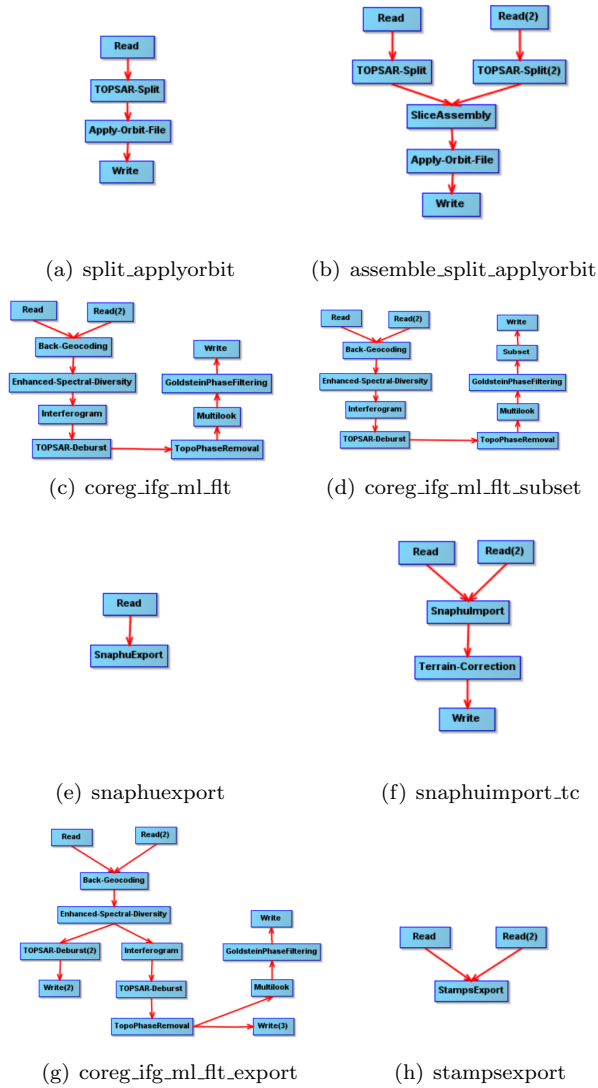 Read
TOPSAR-Split
Apply-Orbit-File
Write
(a) split_applyorbit
Read Read(2)
TOPSAR-Split TOPSAR-Split(2)
SliceAssembly
Apply-Orbit-File
Write
(b) assemble_split_applyorbit
Read Read(2)
Back-Geocoding
Enhanced-Spectral-Diversity
Interferogram
TOPSAR-Deburst
TopoPhaseRemoval
Multilook
GoldsteinPhaseFiltering
Write
(c) coreg_ifg_ml_flt
Read Read(2)
Back-Geocoding
Enhanced-Spectral-Diversity
Interferogram
TOPSAR-Deburst
TopoPhaseRemoval
Multilook
GoldsteinPhaseFiltering
Subset
Write
(d) coreg_ifg_ml_flt_subset
Read
SnaphuExport
(e) snaphuexport
Read Read(2)
SnaphuImport
Terrain-Correction
Write
(f) snaphuimport_tc
Read Read(2)
Back-Geocoding
Enhanced-Spectral-Diversity
TOPSAR-Deburst(2) Interferogram
Write(2) TOPSAR-Deburst
TopoPhaseRemoval Write(3)
Multilook
GoldsteinPhaseFiltering
Write
(g) coreg_ifg_ml_flt_export
Read Read(2)
StampsExport
(h) stampsexport